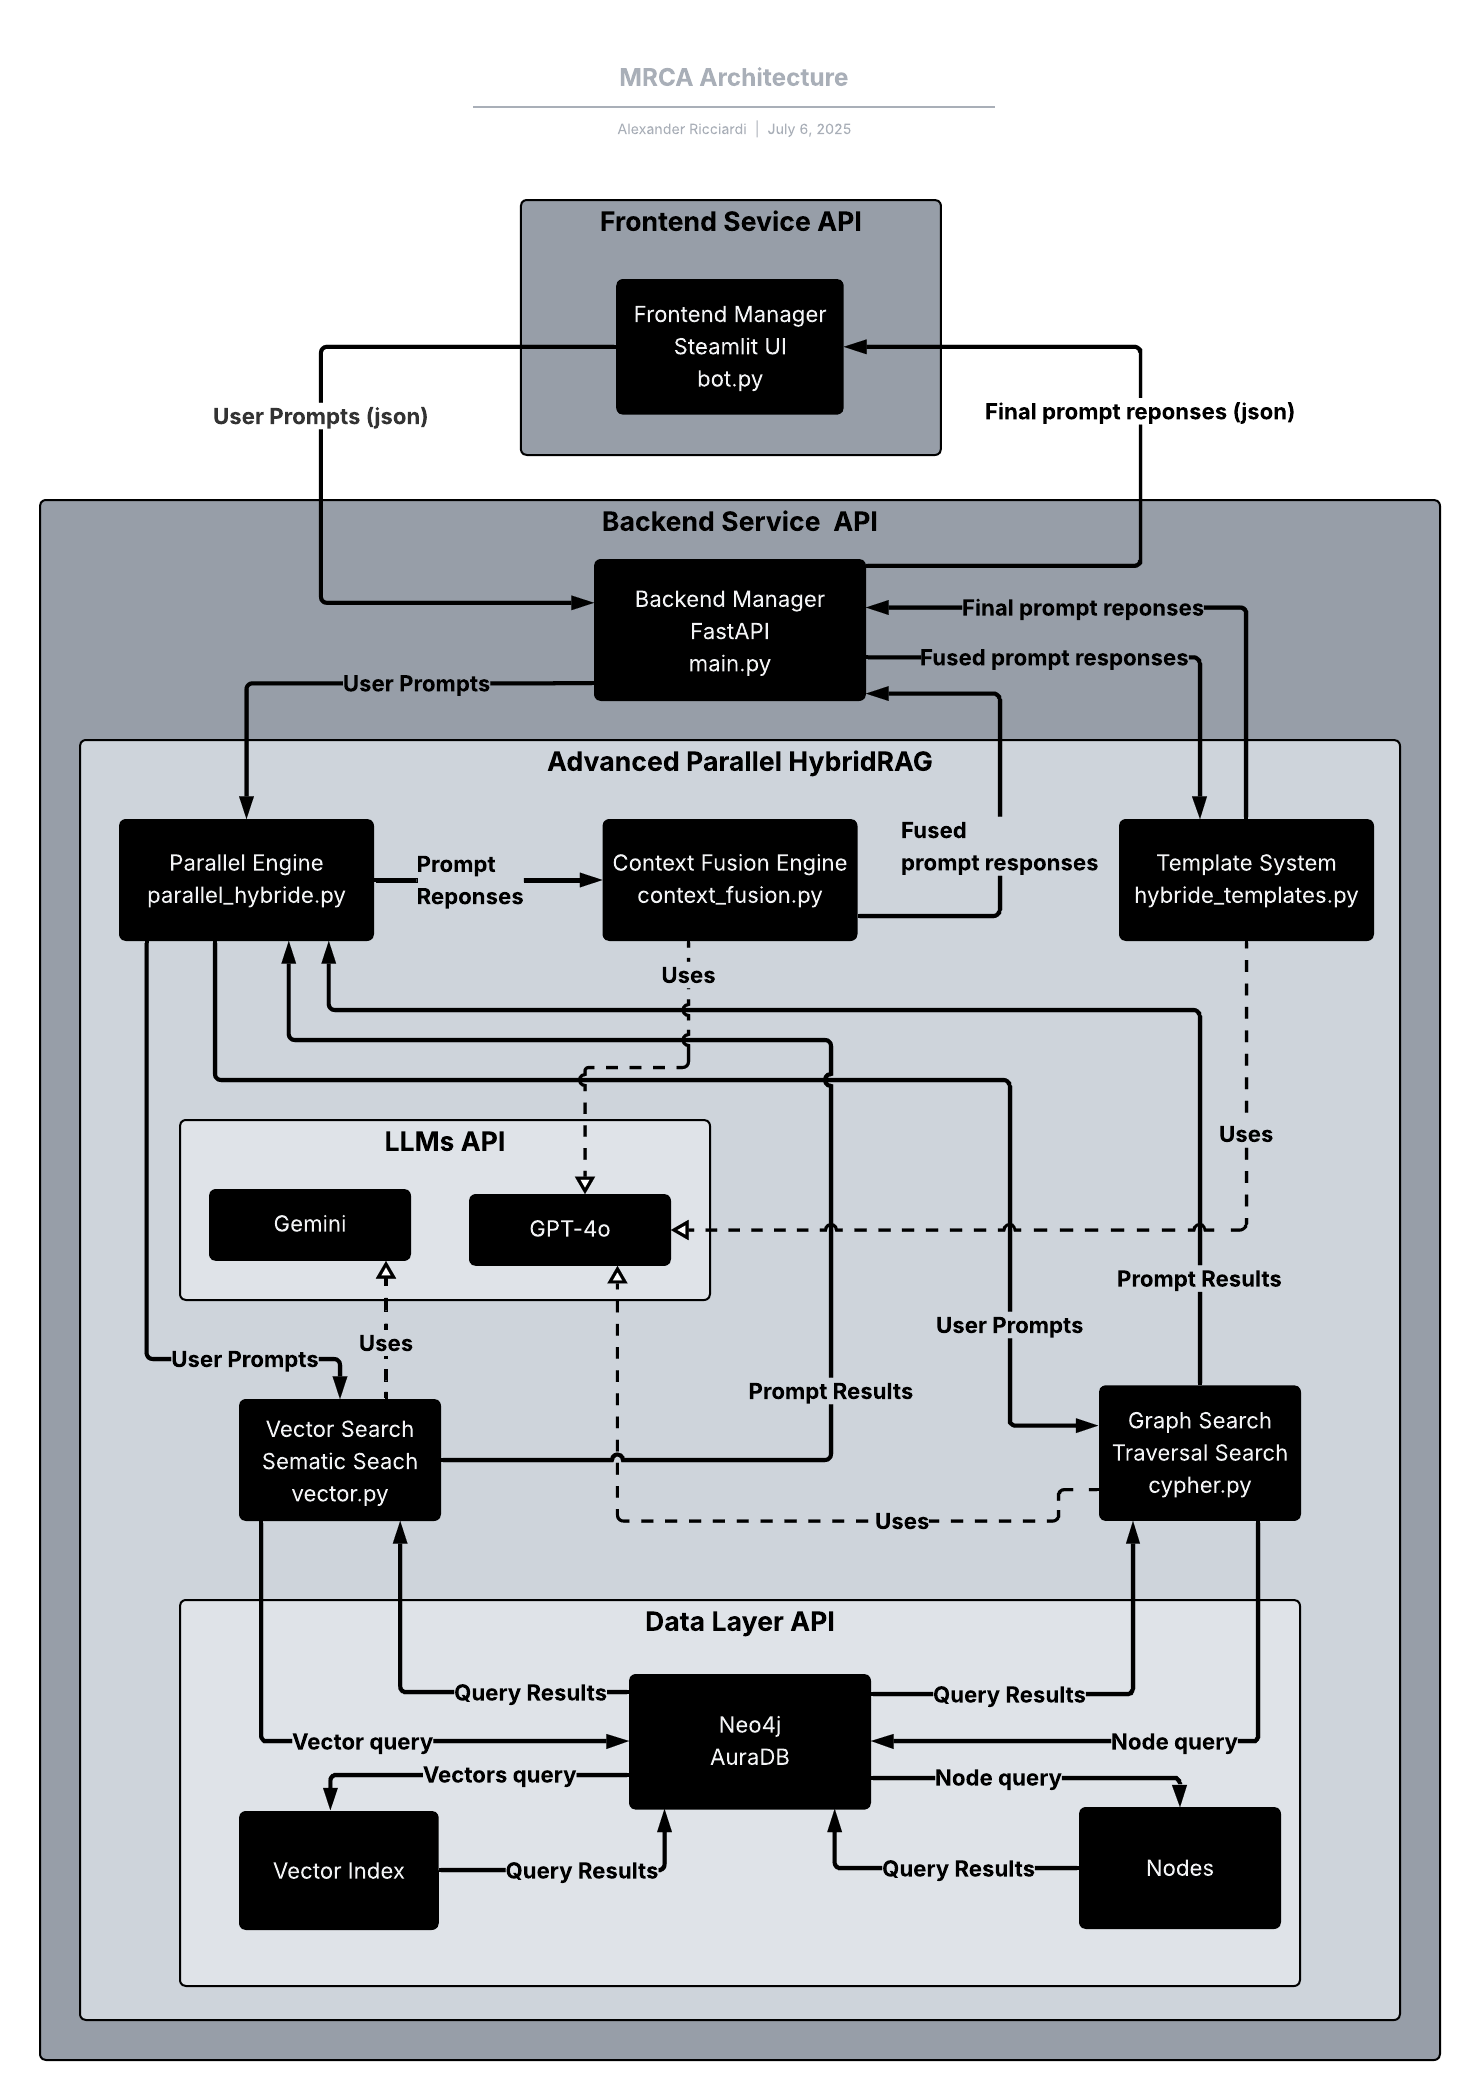 MRCA Architecture
Alexander Ricciardi | July 6, 2025
Frontend Sevice API
Frontend Manager
Steamlit UI
bot.py
User Prompts (json)
Final prompt reponses (json)
Backend Service API
Backend Manager
FastAPI
main.py
Final prompt reponses
Fused prompt responses
User Prompts
Advanced Parallel HybridRAG
Parallel Engine
parallel_hybride.py
Prompt
Reponses
Context Fusion Engine
context_fusion.py
Fused
prompt responses
Template System
hybride_templates.py
Uses
Uses
LLMs API
Gemini
GPT-4o
Prompt Results
User Prompts
Uses
User Prompts
Prompt Results
Vector Search
Sematic Seach
vector.py
Graph Search
Traversal Search
cypher.py
Uses
Data Layer API
Query Results
Neo4j
AuraDB
Query Results
Vector query
Node query
Vectors query
Node query
Vector Index
Query Results
Query Results
Nodes